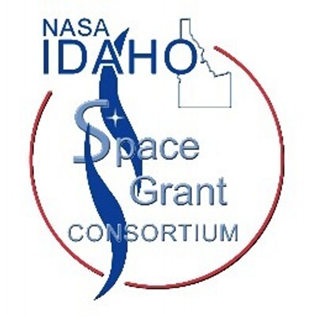 NASA
IDAHO
Space
Grant
CONSORTIUM